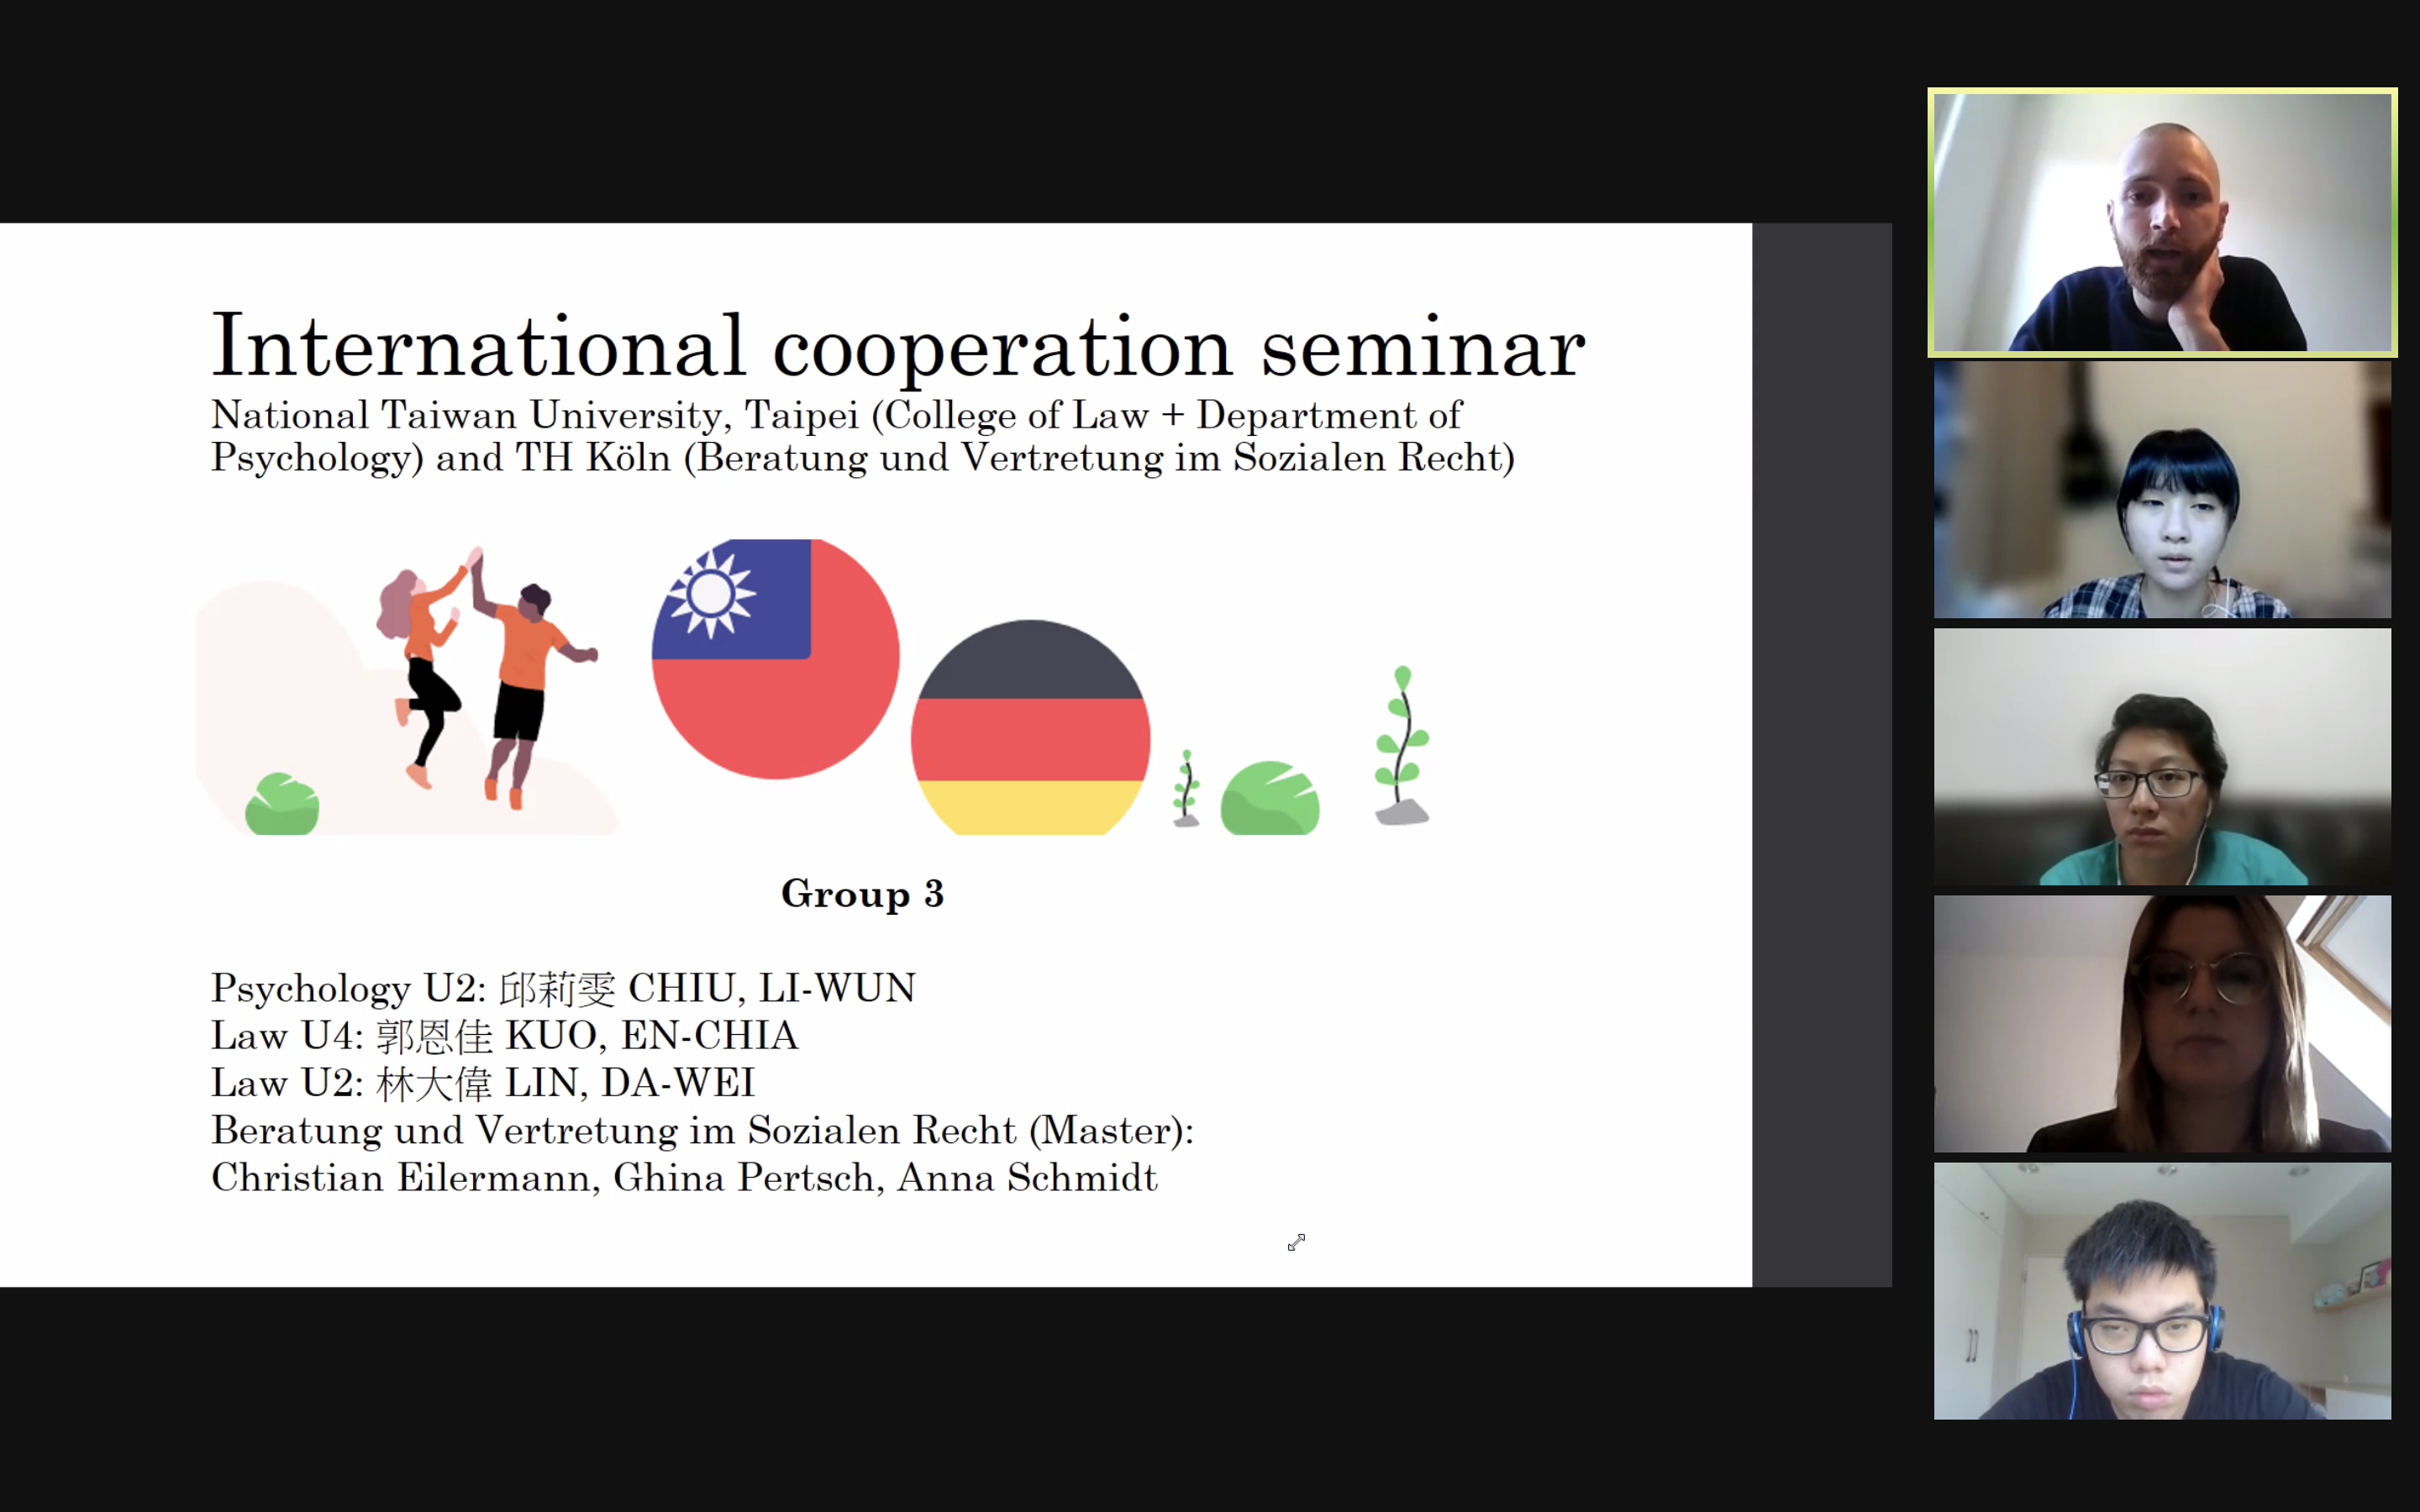 International cooperation seminar
National Taiwan University, Taipei (College of Law + Department of
Psychology) and TH Köln (Beratung und Vertretung im Sozialen Recht)
Group 3
Psychology U2: 邱莉雯 CHIU, LI-WUN
Law U4: 郭恩佳 KUO, EN-CHIA
Law U2: 林大偉 LIN, DA-WEI
Beratung und Vertretung im Sozialen Recht (Master):
Christian Eilermann, Ghina Pertsch, Anna Schmidt